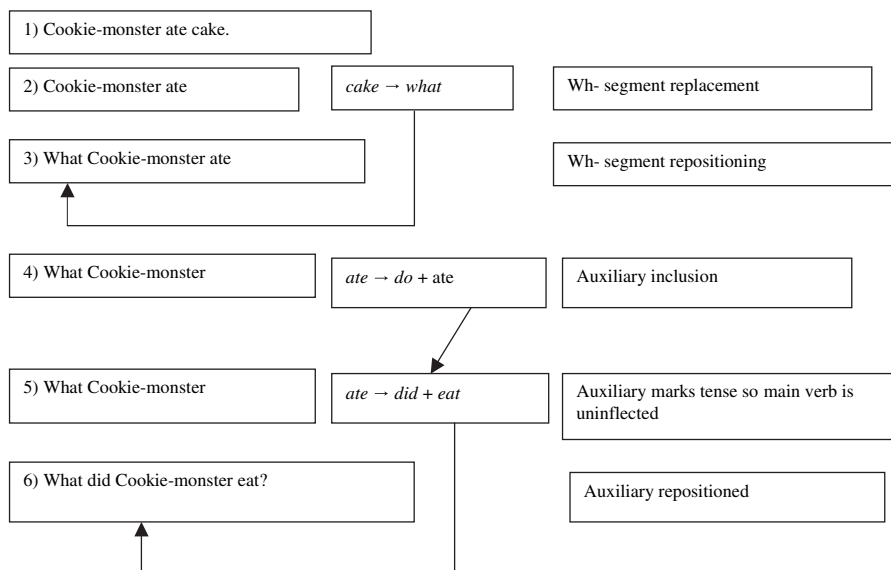 1) Cookie-monster ate cake.
2) Cookie-monster ate
cake → what
Wh- segment replacement
3) What Cookie-monster ate
Wh- segment repositioning
4) What Cookie-monster
ate → do + ate
Auxiliary inclusion
5) What Cookie-monster
ate → did + eat
Auxiliary marks tense so main verb is
uninflected
6) What did Cookie-monster eat?
Auxiliary repositioned